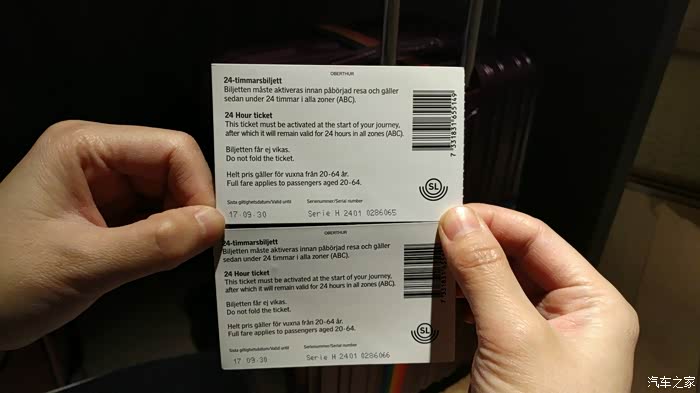 OBERTHUR
24-timmarsbiljett
Biljetten måste aktiveras innan påbörjad resa och gäller
sedan under 24 timmar i alla zoner (ABC).
24 Hour ticket
This ticket must be activated at the start of your journey,
after which it will remain valid for 24 hours in all zones (ABC).
Biljetten får ej vikas.
Do not fold the ticket.
Helt pris gäller för vuxna från 20-64 år.
Full fare applies to passengers aged 20-64.
7 331831 655149
SL
Sista giltighetsdatum/Valid until
Serienummer/Serial number
17-09-30
Serie H 2401 0286065
OBERTHUR
24-timmarsbiljett
Biljetten måste aktiveras innan påbörjad resa och gäller
sedan under 24 timmar i alla zoner (ABC).
24 Hour ticket
This ticket must be activated at the start of your journey,
after which it will remain valid for 24 hours in all zones (ABC).
Biljetten får ej vikas.
Do not fold the ticket.
Helt pris gäller för vuxna från 20-64 år.
Full fare applies to passengers aged 20-64.
SL
Sista giltighetsdatum/Valid until
Serienummer/Serial number
17-09-30
Serie H 2401 0286066
汽车之家